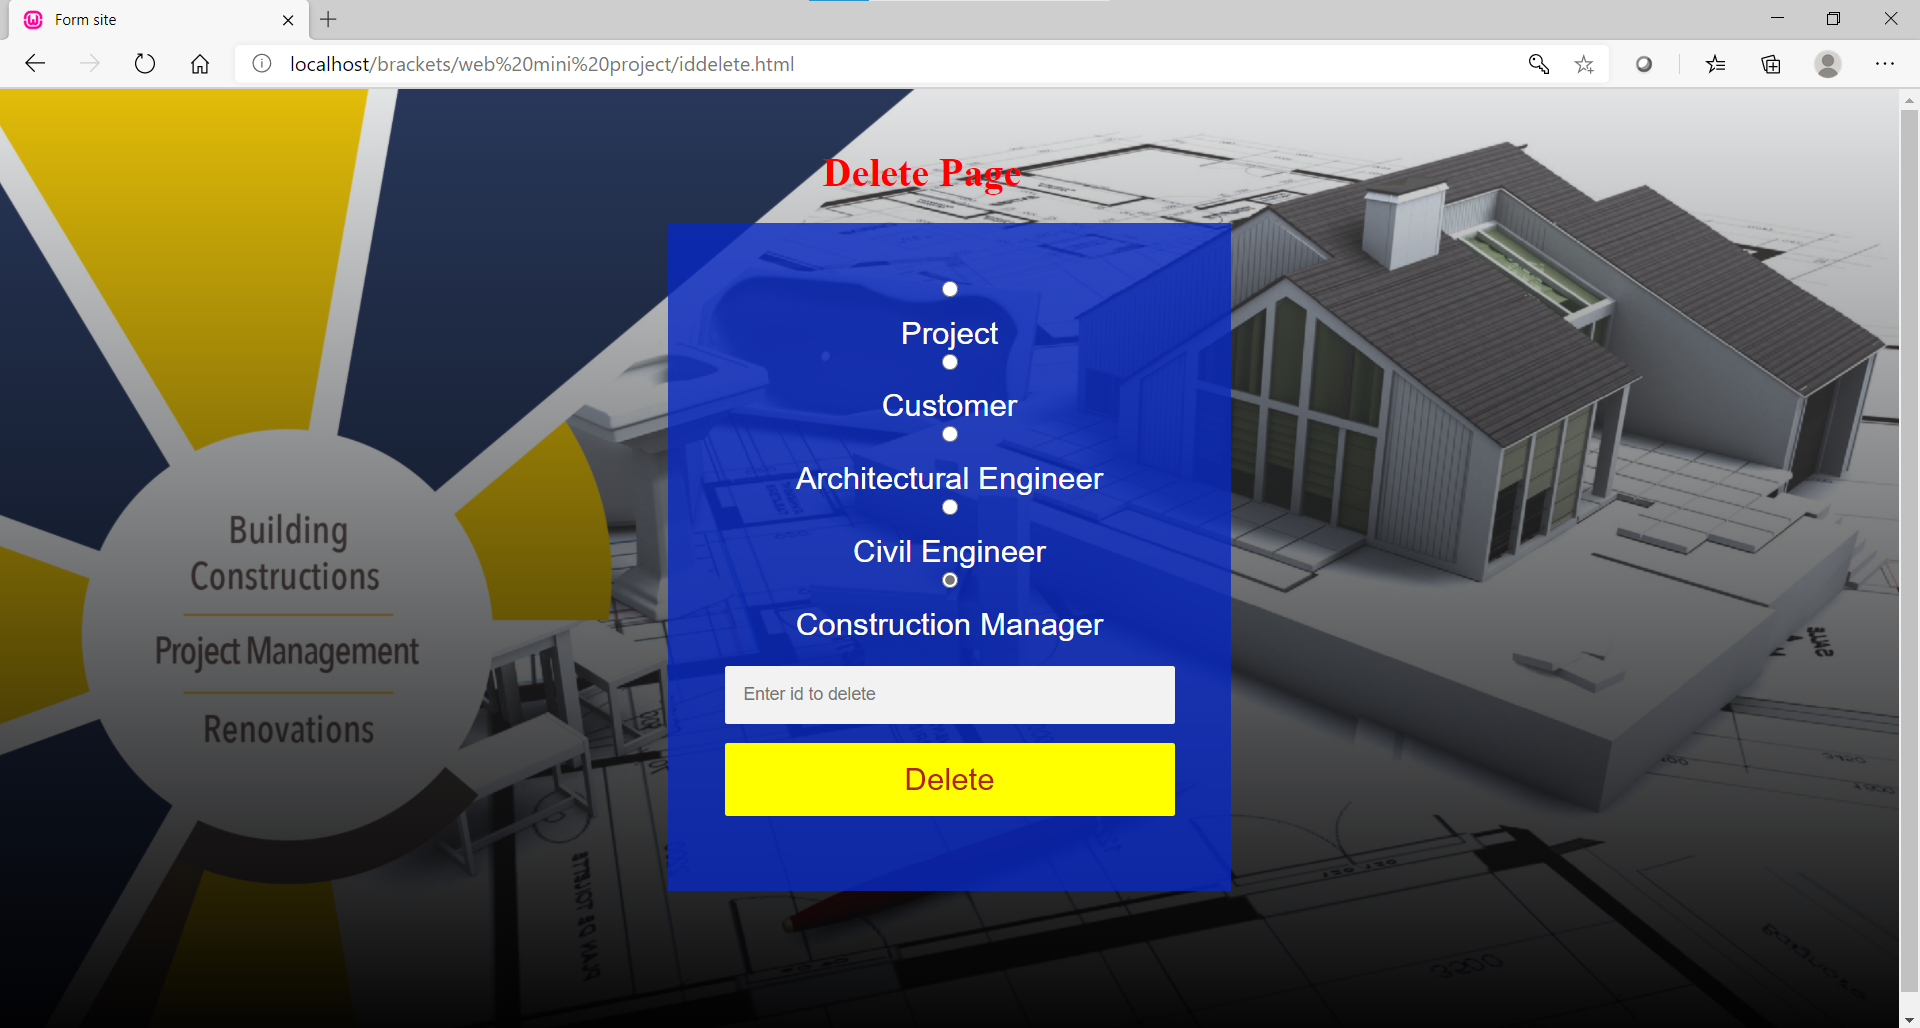 Form site
localhost/brackets/web%20mini%20project/iddelete.html
Delete Page
Project
Customer
Architectural Engineer
Civil Engineer
Construction Manager
Enter id to delete
Delete
Building
Constructions
Project Management
Renovations